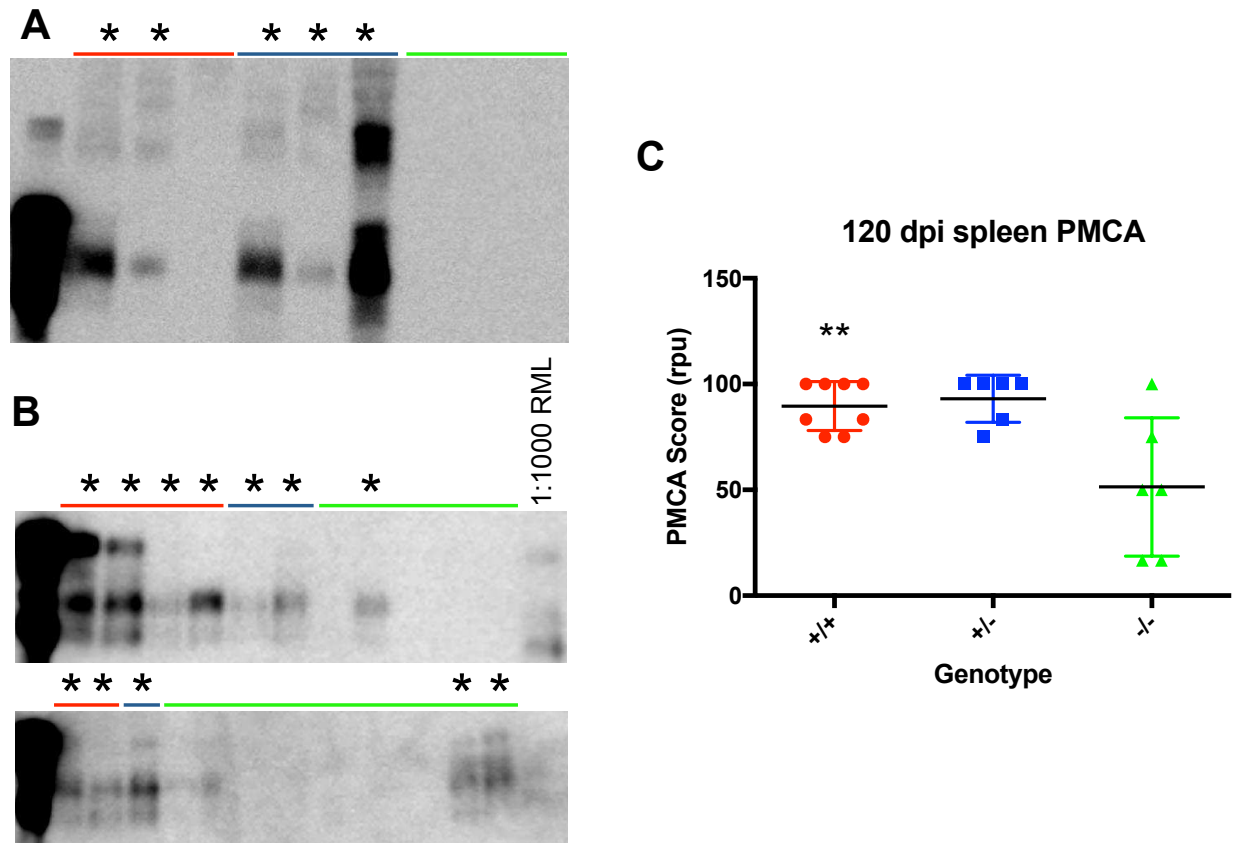 A
* * * * *
B
1:1000 RML
* * * * * * *
* * * * *
C
120 dpi spleen PMCA
150
100
50
0
PMCA Score (rpu)
**
+/+ +/- -/-
Genotype